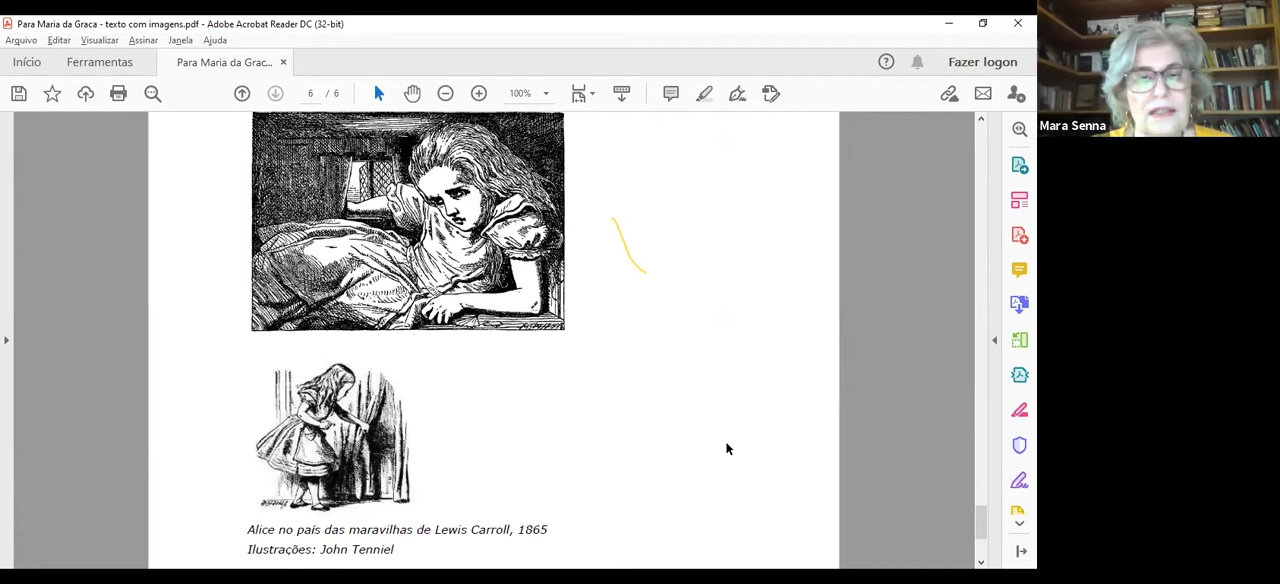 Para Maria da Graca - texto com imagens.pdf - Adobe Acrobat Reader DC (32-bit)
Arquivo Editar Visualizar Assinar Janela Ajuda
Início Ferramentas Para Maria da Grac... Fazer logon
6 / 6 100%
Mara Senna
Alice no país das maravilhas de Lewis Carroll, 1865
Ilustrações: John Tenniel